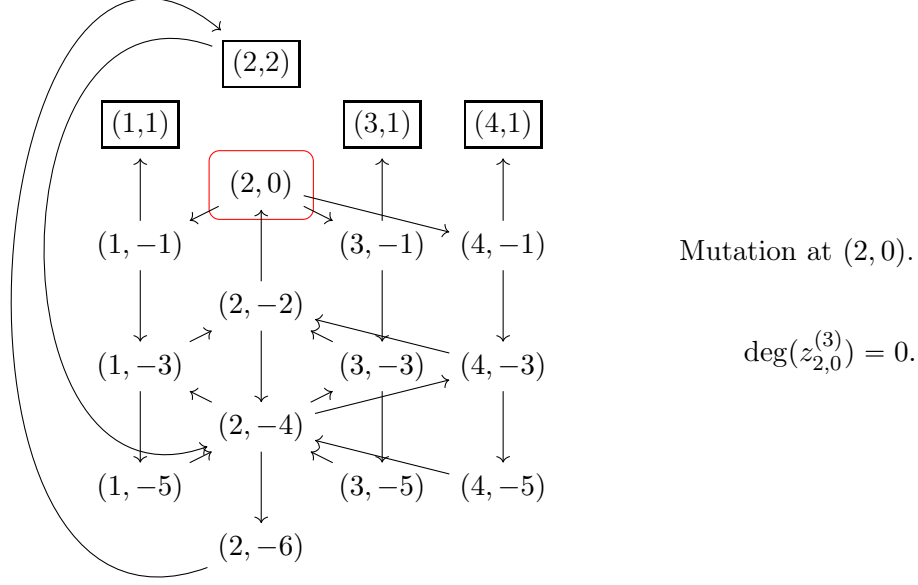 (2,2)
(1,1) (3,1) (4,1)
(2, 0)
(1, −1) (3, −1) (4, −1)
Mutation at (2, 0).
(2, −2)
(1, −3) (3, −3) (4, −3)
deg(z_{2,0}^{(3)}) = 0.
(2, −4)
(1, −5) (3, −5) (4, −5)
(2, −6)